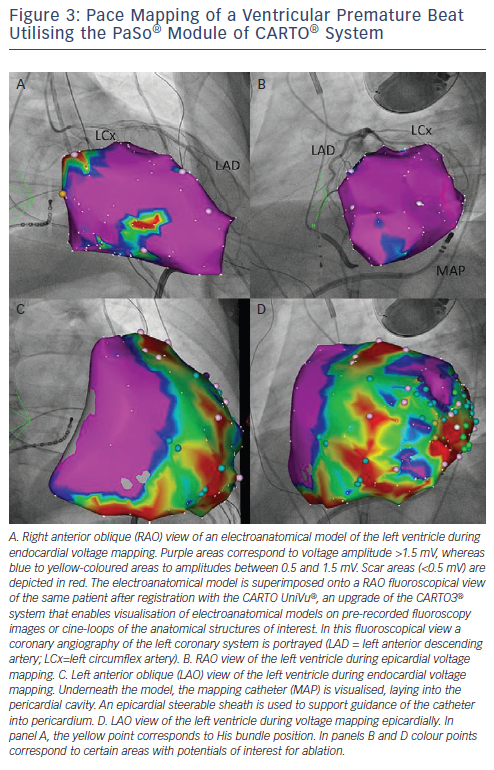 Figure 3: Pace Mapping of a Ventricular Premature Beat
Utilising the PaSo® Module of CARTO® System
A
LCx
LAD
B
LAD
LCx
MAP
C
D
A. Right anterior oblique (RAO) view of an electroanatomical model of the left ventricle during
endocardial voltage mapping. Purple areas correspond to voltage amplitude >1.5 mV, whereas
blue to yellow-coloured areas to amplitudes between 0.5 and 1.5 mV. Scar areas (<0.5 mV) are
depicted in red. The electroanatomical model is superimposed onto a RAO fluoroscopical view
of the same patient after registration with the CARTO UniVu®, an upgrade of the CARTO3®
system that enables visualisation of electroanatomical models on pre-recorded fluoroscopy
images or cine-loops of the anatomical structures of interest. In this fluoroscopical view a
coronary angiography of the left coronary system is portrayed (LAD = left anterior descending
artery; LCx=left circumflex artery). B. RAO view of the left ventricle during epicardial voltage
mapping. C. Left anterior oblique (LAO) view of the left ventricle during endocardial voltage
mapping. Underneath the model, the mapping catheter (MAP) is visualised, laying into the
pericardial cavity. An epicardial steerable sheath is used to support guidance of the catheter
into pericardium. D. LAO view of the left ventricle during voltage mapping epicardially. In
panel A, the yellow point corresponds to His bundle position. In panels B and D colour points
correspond to certain areas with potentials of interest for ablation.